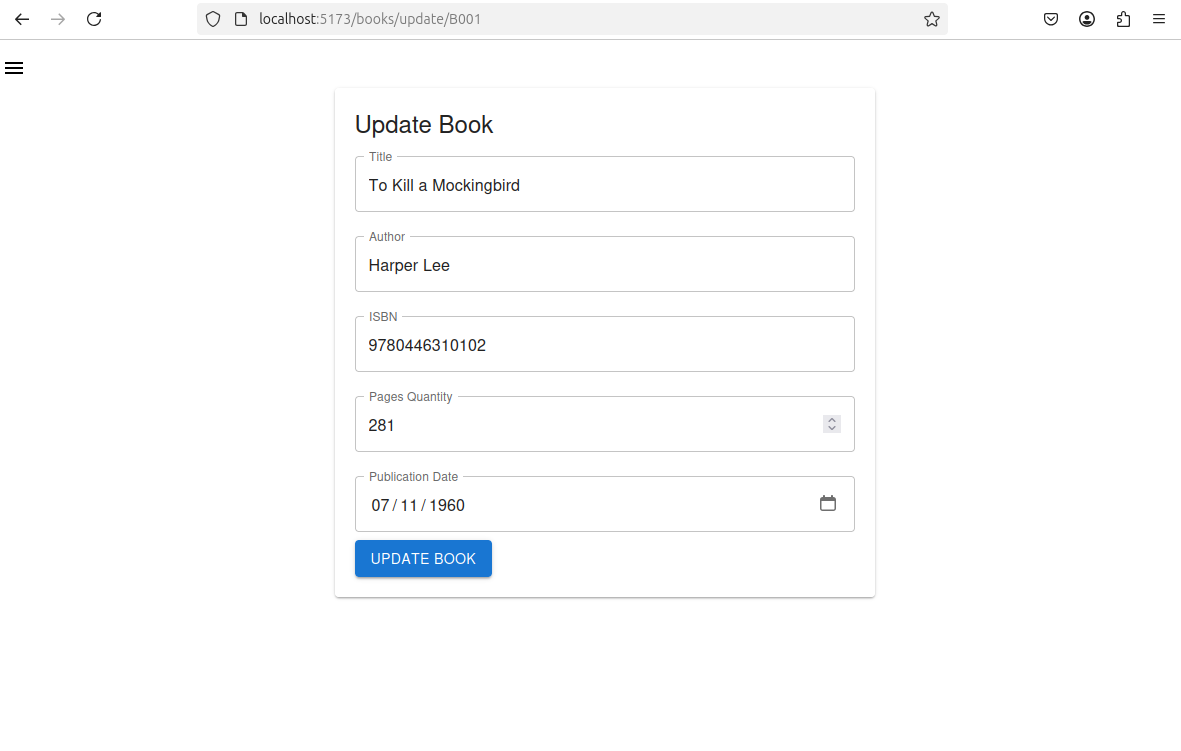 localhost:5173/books/update/B001
Update Book
Title
To Kill a Mockingbird
Author
Harper Lee
ISBN
9780446310102
Pages Quantity
281
Publication Date
07 / 11 / 1960
UPDATE BOOK